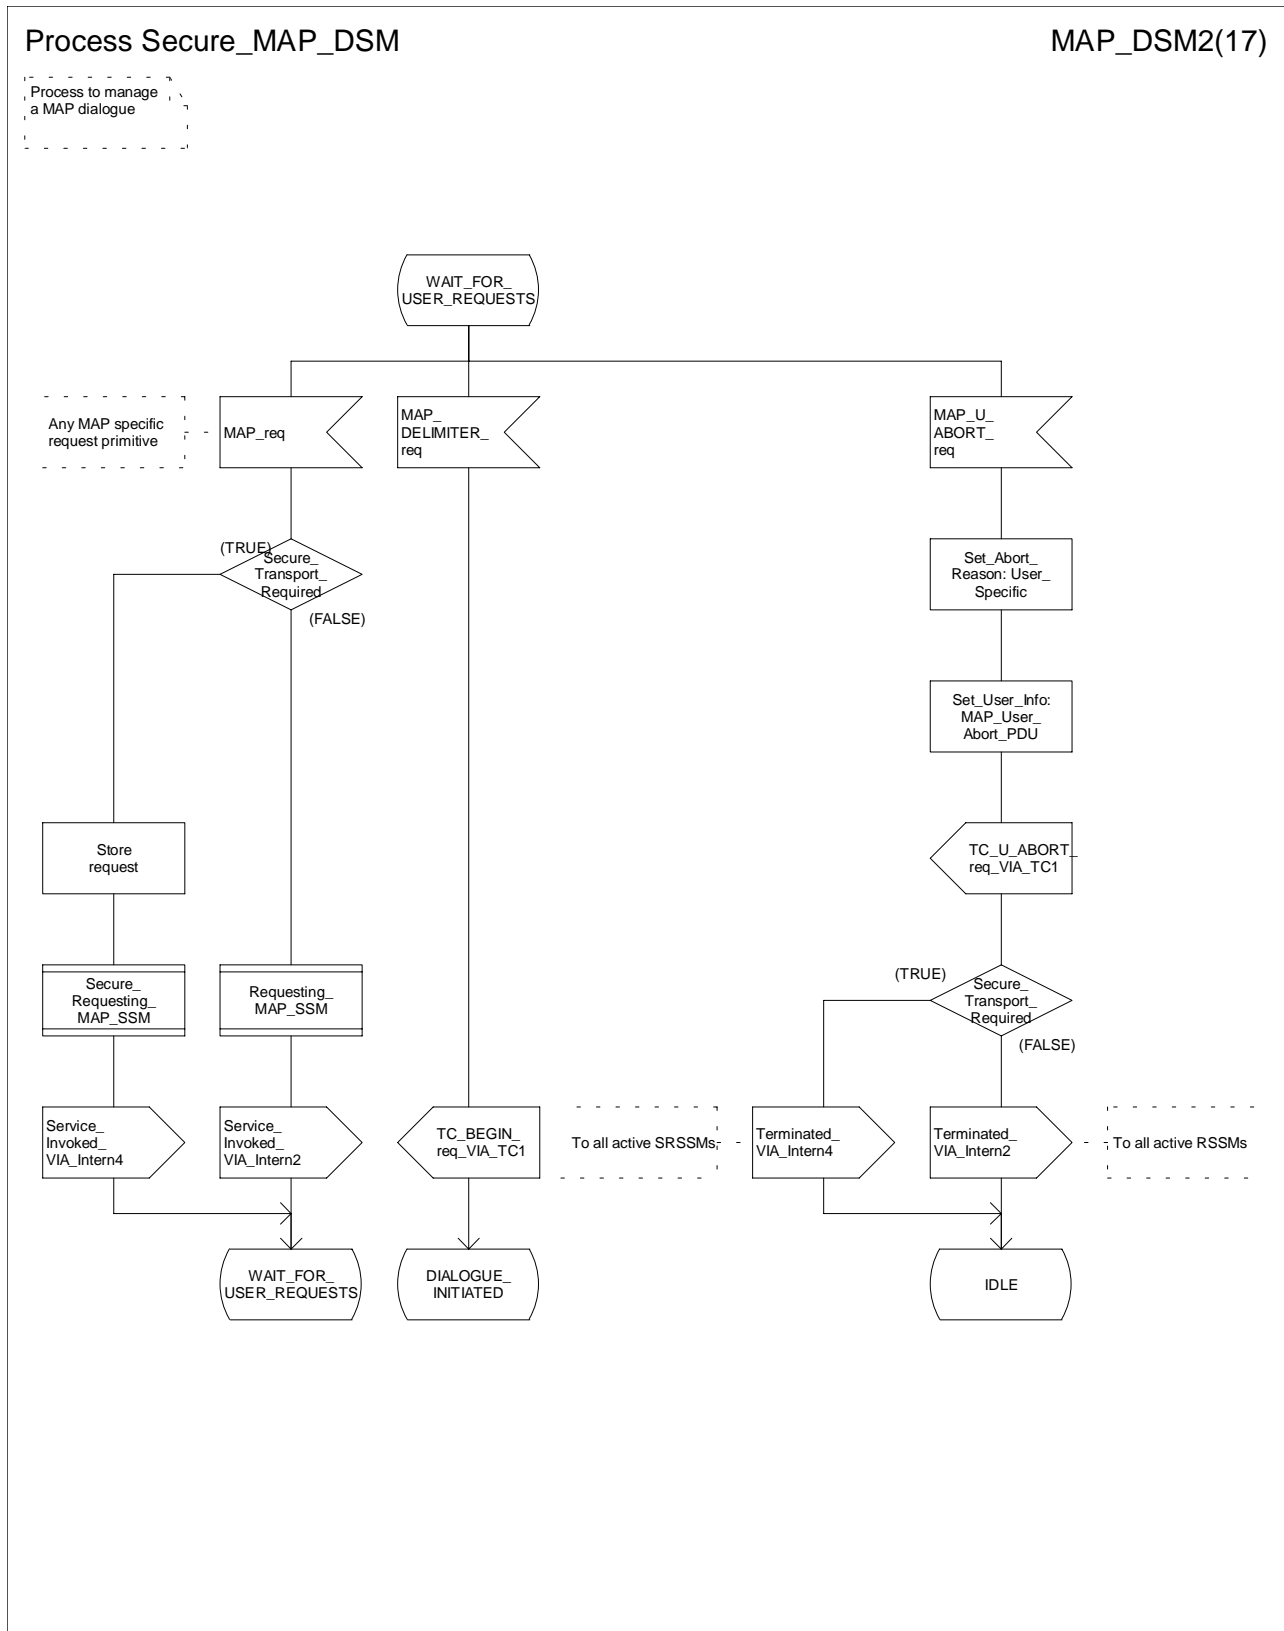 Process Secure_MAP_DSM
MAP_DSM2(17)
Process to manage
a MAP dialogue
WAIT_FOR_
USER_REQUESTS
Any MAP specific
request primitive
MAP_req
MAP_
DELIMITER_
req
MAP_U_
ABORT_
req
(TRUE)
Secure_
Transport_
Required
(FALSE)
Set_Abort_
Reason: User_
Specific
Set_User_Info:
MAP_User_
Abort_PDU
Store
request
TC_U_ABORT_
req_VIA_TC1
Secure_
Requesting_
MAP_SSM
Requesting_
MAP_SSM
(TRUE)
Secure_
Transport_
Required
(FALSE)
Service_
Invoked_
VIA_Intern4
Service_
Invoked_
VIA_Intern2
TC_BEGIN_
req_VIA_TC1
To all active SRSSMs
Terminated_
VIA_Intern4
Terminated_
VIA_Intern2
To all active RSSMs
WAIT_FOR_
USER_REQUESTS
DIALOGUE_
INITIATED
IDLE